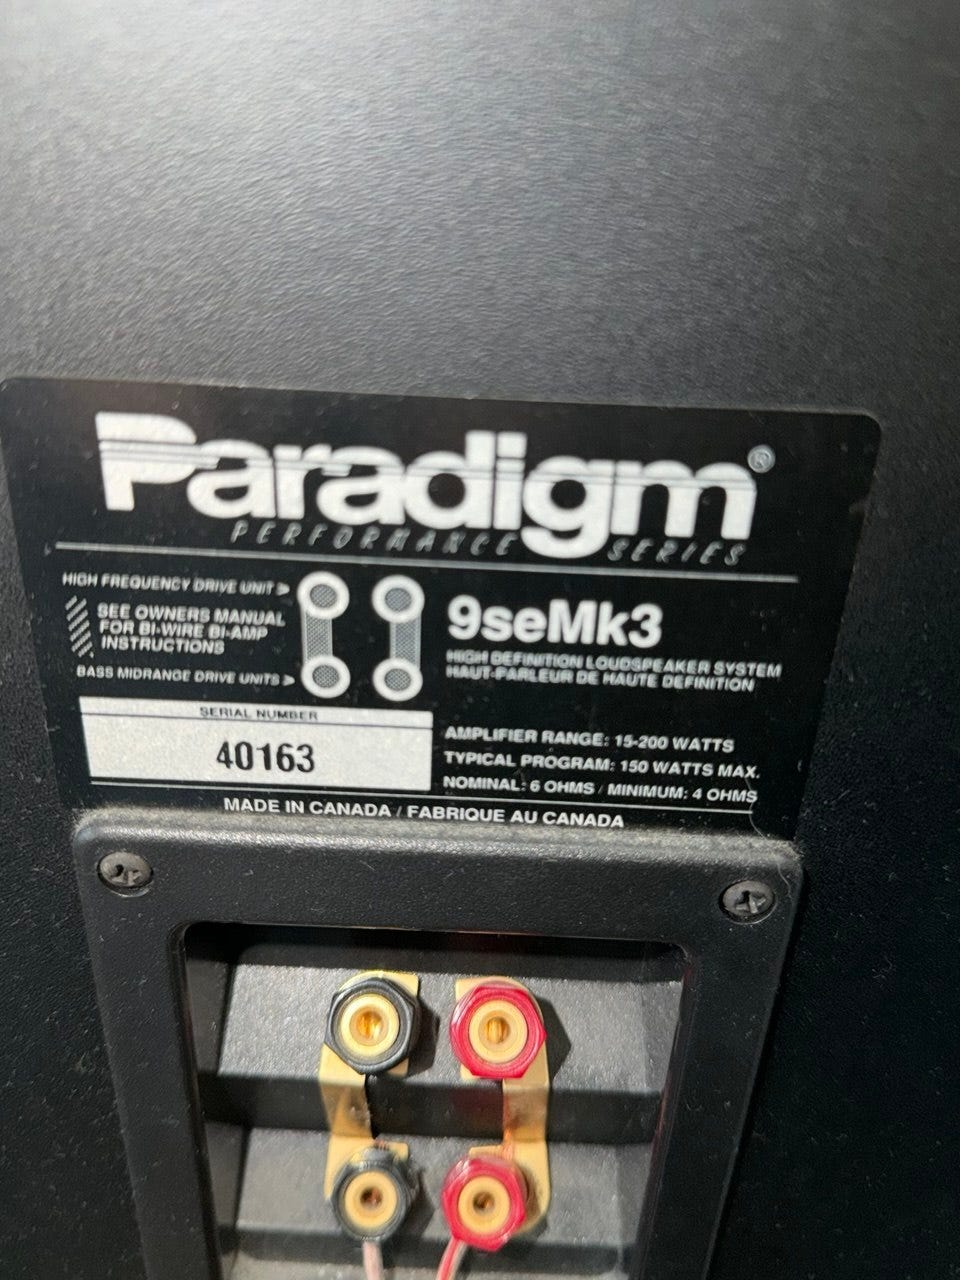 Paradigm®
PERFORMANCE SERIES
HIGH FREQUENCY DRIVE UNIT >
SEE OWNERS MANUAL
FOR BI-WIRE BI-AMP
INSTRUCTIONS
BASS MIDRANGE DRIVE UNITS >
9seMk3
HIGH DEFINITION LOUDSPEAKER SYSTEM
HAUT-PARLEUR DE HAUTE DEFINITION
SERIAL NUMBER
40163
AMPLIFIER RANGE: 15-200 WATTS
TYPICAL PROGRAM: 150 WATTS MAX.
NOMINAL: 6 OHMS / MINIMUM: 4 OHMS
MADE IN CANADA / FABRIQUE AU CANADA